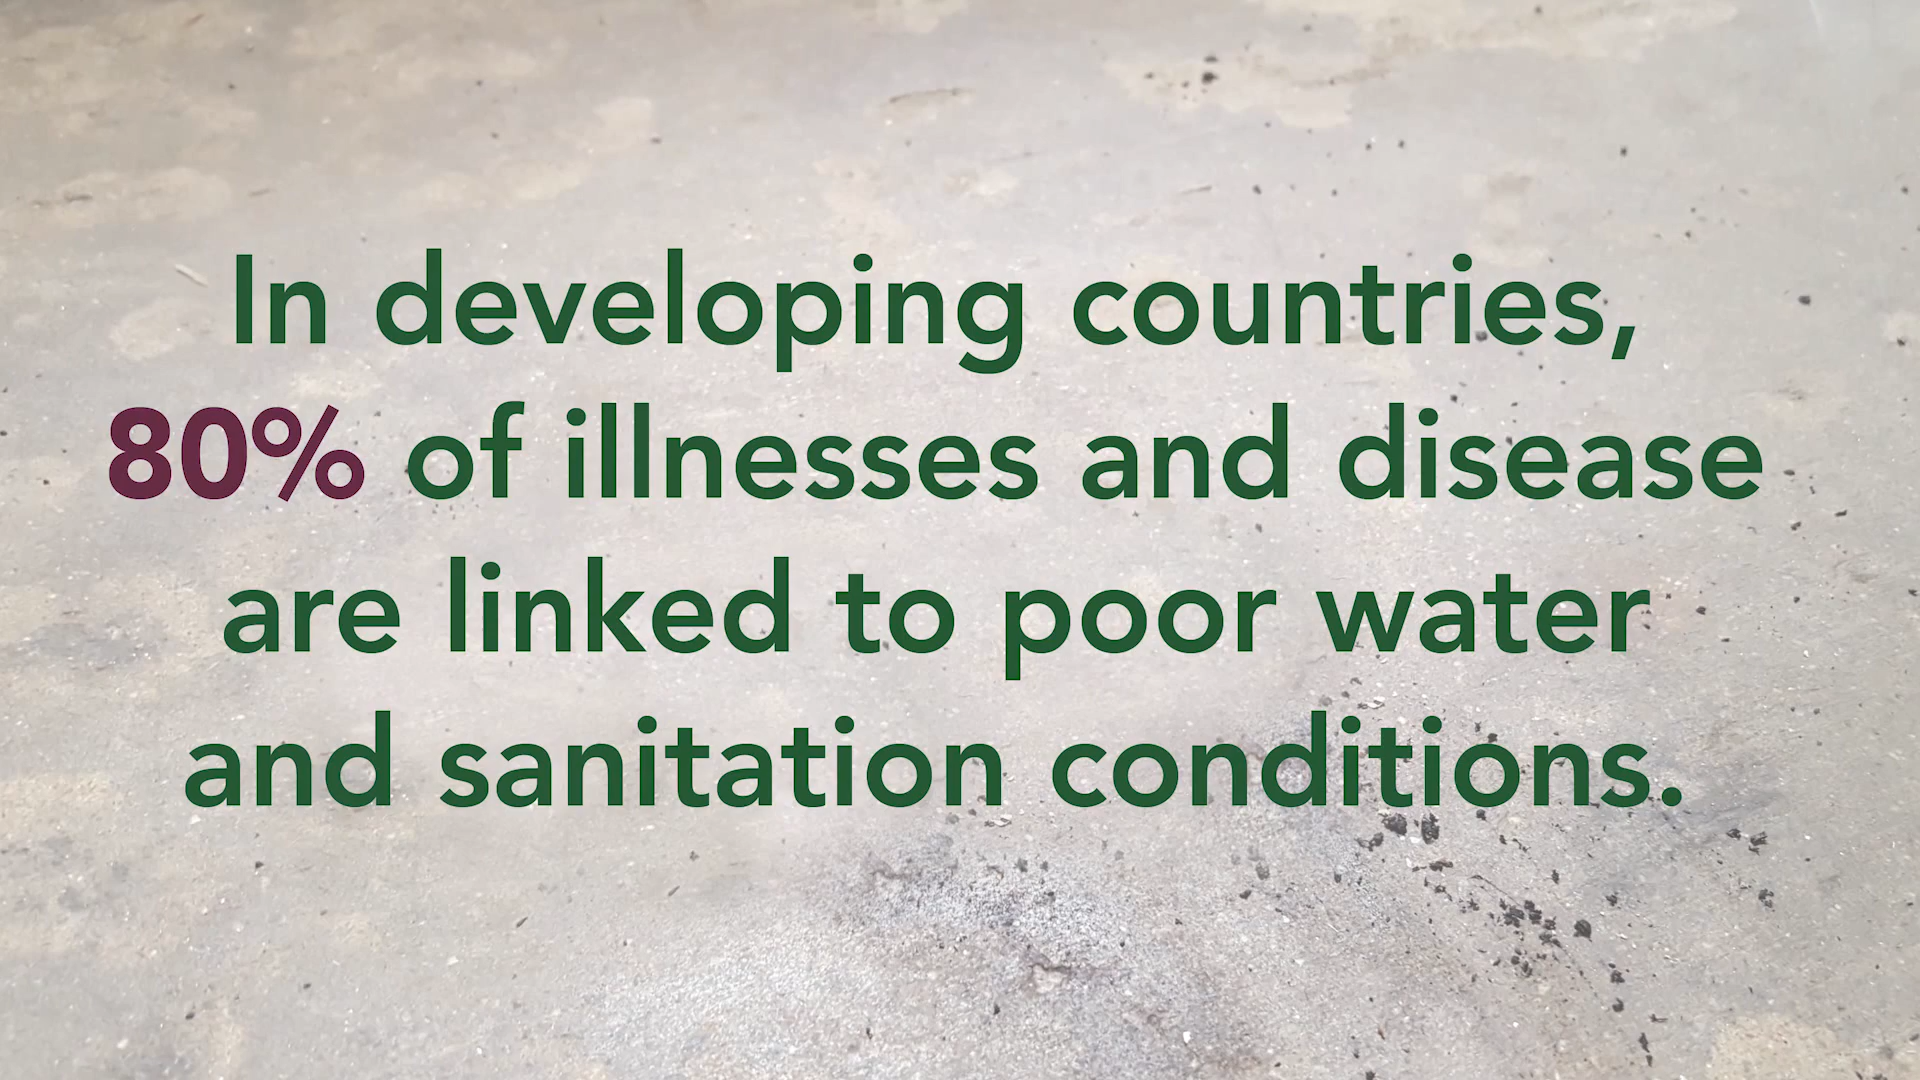 In developing countries,
80% of illnesses and disease
are linked to poor water
and sanitation conditions.